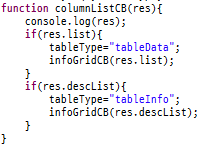 function columnListCB(res){
    console.log(res);
    if(res.list){
        tableType="tableData";
        infoGridCB(res.list);
    }
    if(res.descList){
        tableType="tableInfo";
        infoGridCB(res.descList);
    }
}